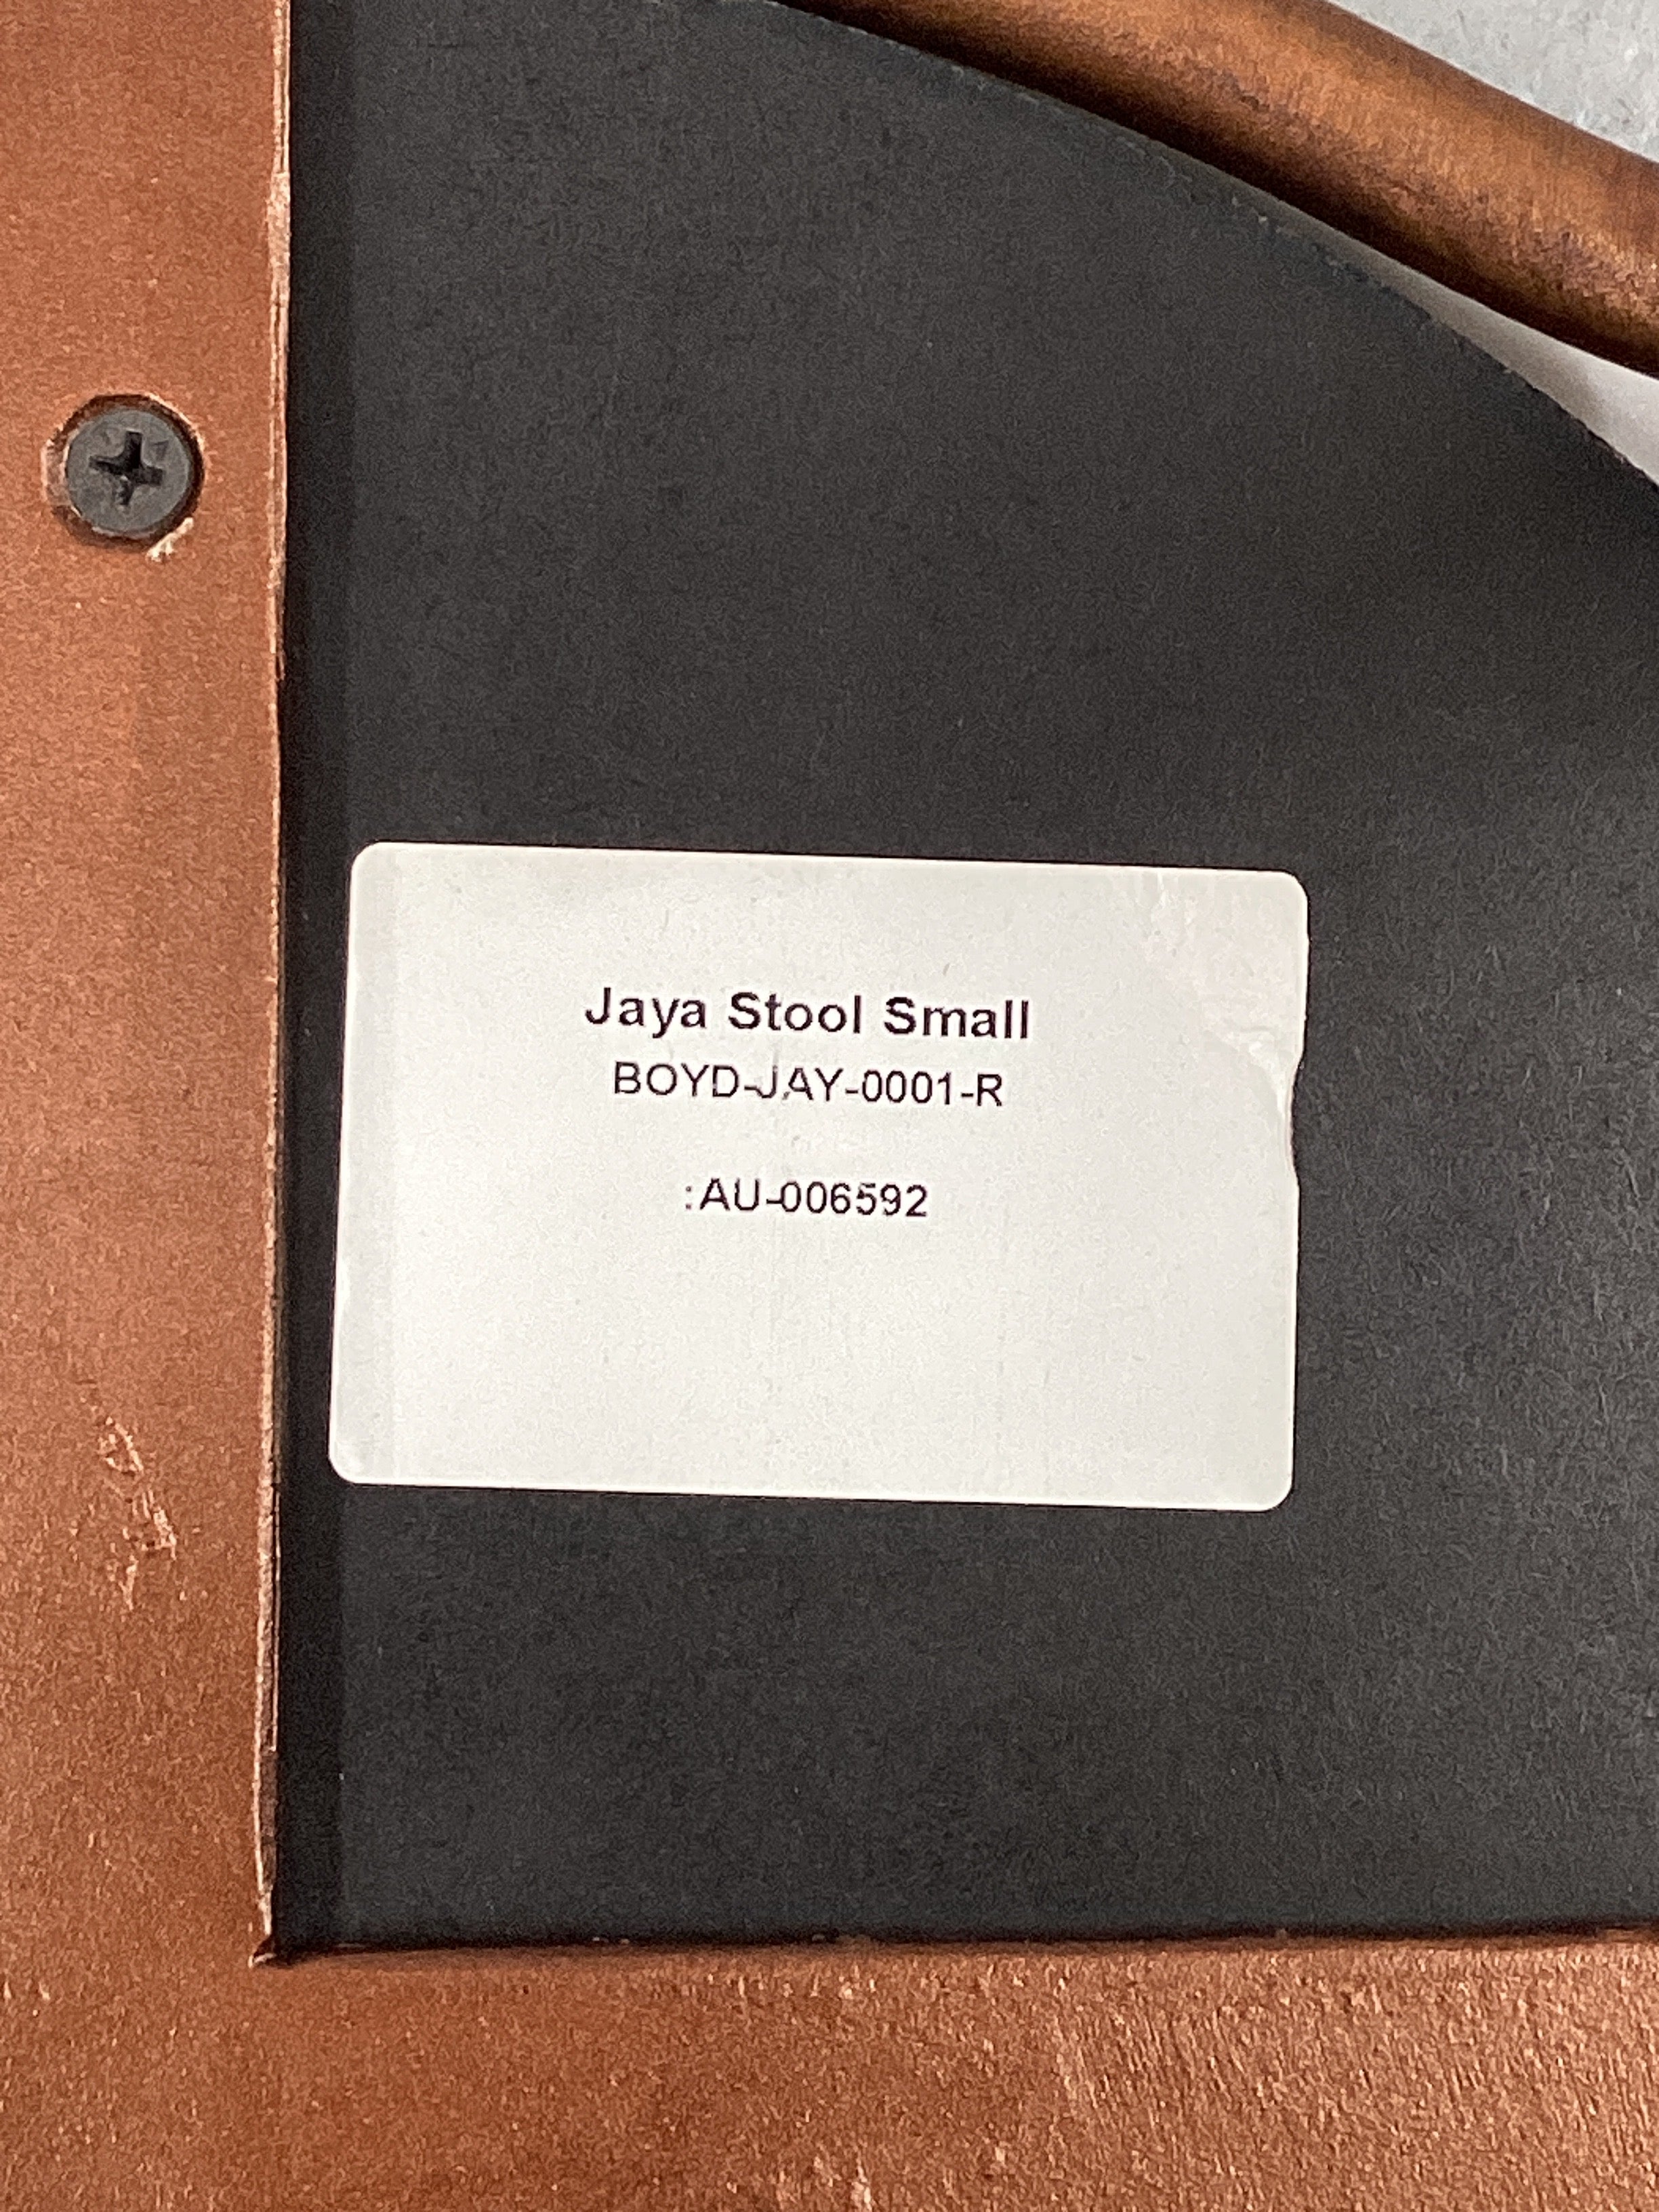 Jaya Stool Small
BOYD-JAY-0001-R
:AU-006592